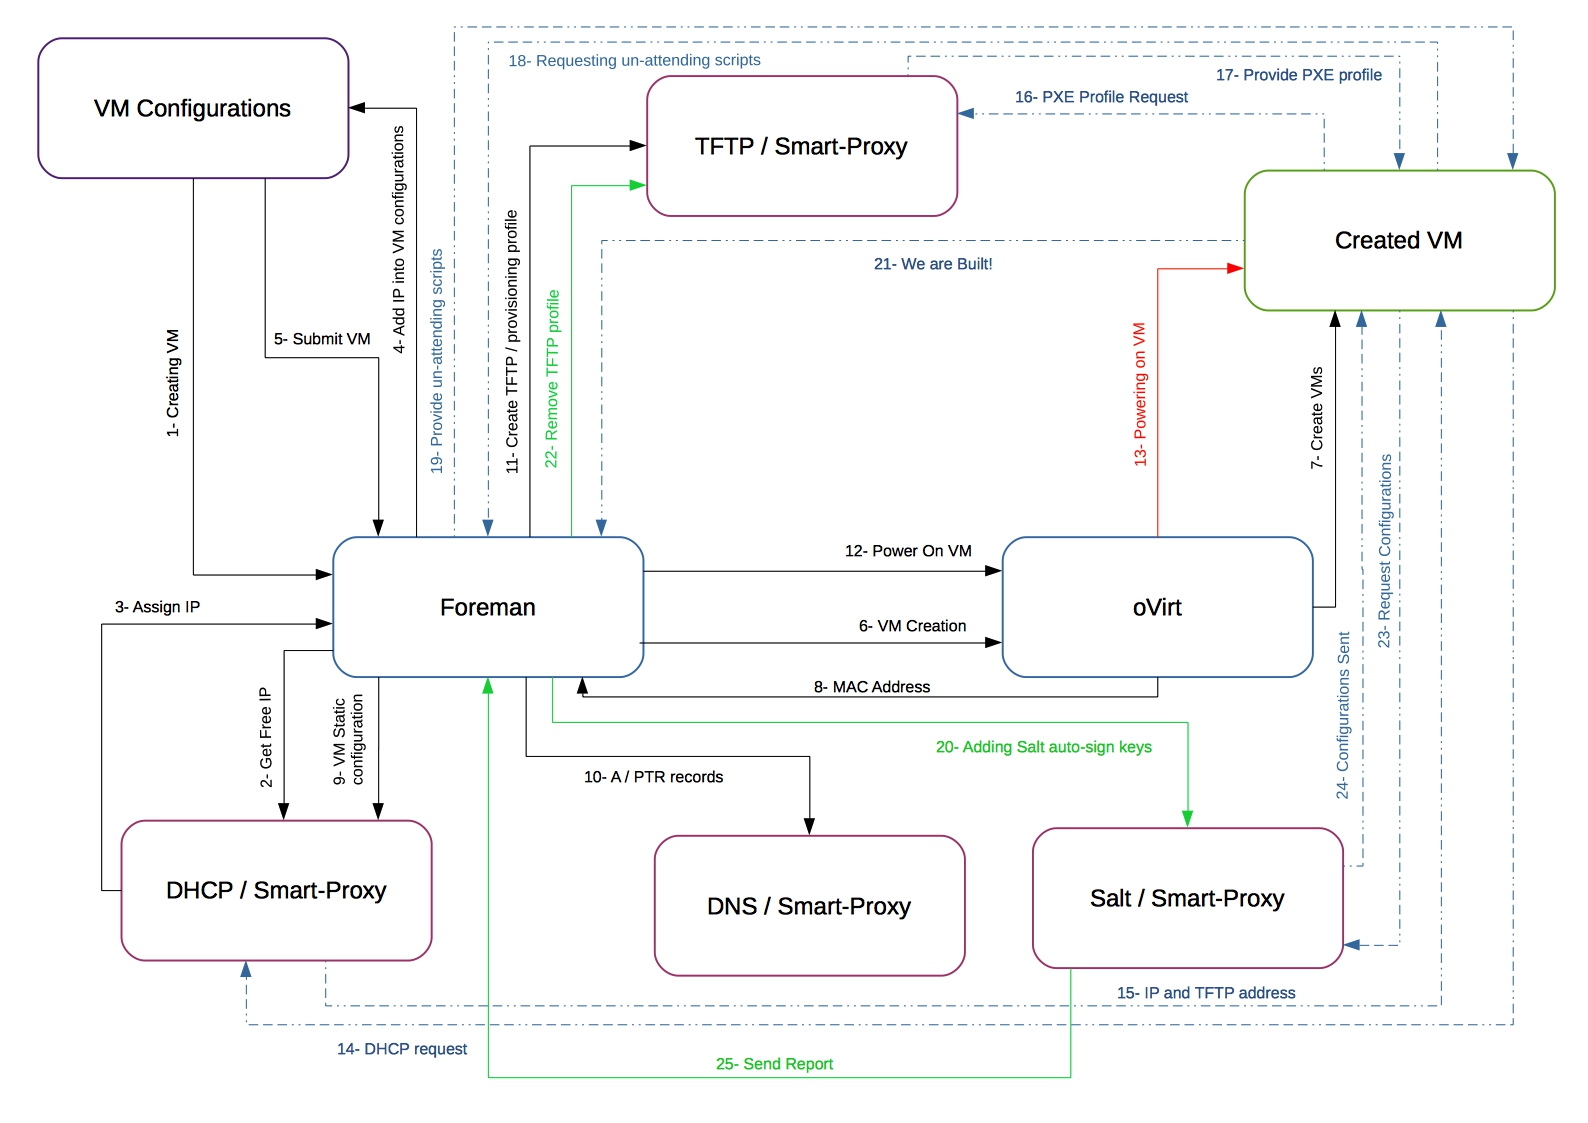 18- Requesting un-attending scripts
17- Provide PXE profile
16- PXE Profile Request
VM Configurations
TFTP / Smart-Proxy
4- Add IP into VM configurations
Created VM
19- Provide un-attending scripts
11- Create TFTP / provisioning profile
21- We are Built!
22- Remove TFTP profile
1- Creating VM
5- Submit VM
13- Powering on VM
7- Create VMs
23- Request Configurations
12- Power On VM
3- Assign IP
Foreman
oVirt
6- VM Creation
24- Configurations Sent
8- MAC Address
2- Get Free IP
9- VM Static
configuration
20- Adding Salt auto-sign keys
10- A / PTR records
DHCP / Smart-Proxy
DNS / Smart-Proxy
Salt / Smart-Proxy
15- IP and TFTP address
14- DHCP request
25- Send Report